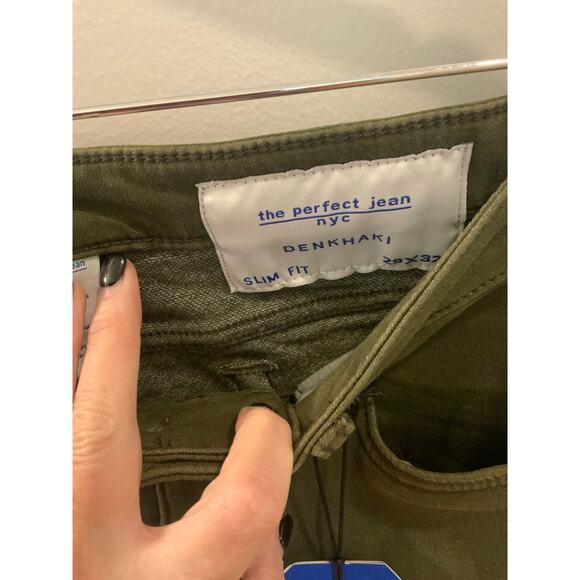 the perfect jean
nyc
DENKHAKI
SLIM FIT